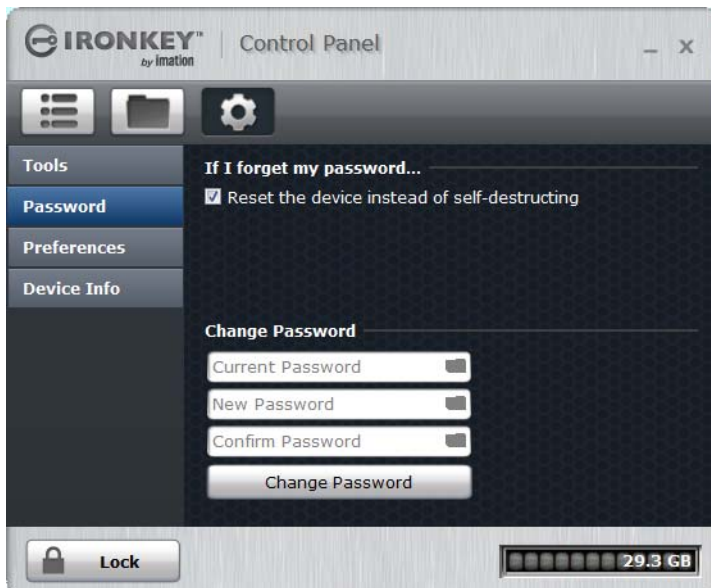 IRONKEY™ Control Panel
by imation
Tools
Password
Preferences
Device Info
If I forget my password...
Reset the device instead of self-destructing
Change Password
Current Password
New Password
Confirm Password
Change Password
Lock
29.3 GB